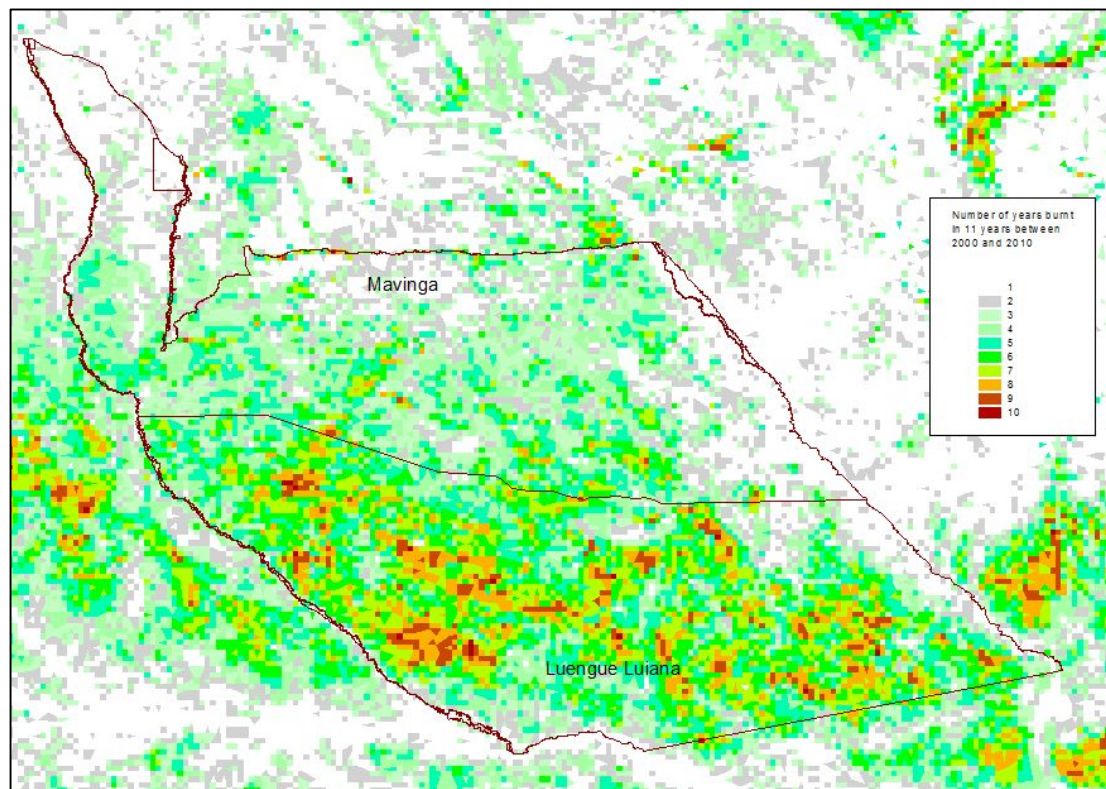 Mavinga
Number of years burnt
in 11 years between
2000 and 2010
1
2
3
4
5
6
7
8
9
10
Luengue Luiana